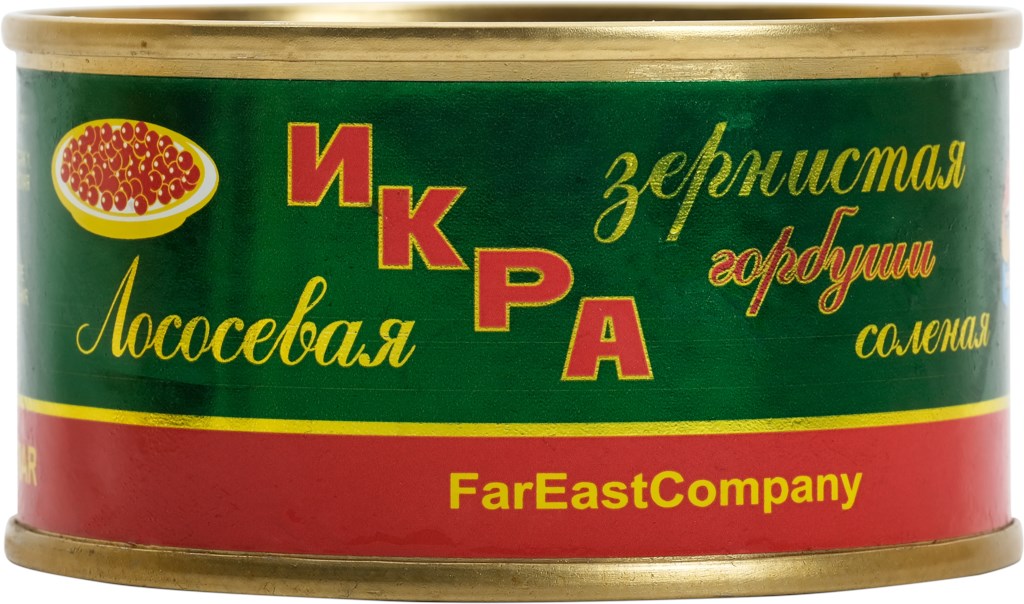 ИКРА
Лососевая
зернистая
горбуши
соленая
FarEastCompany